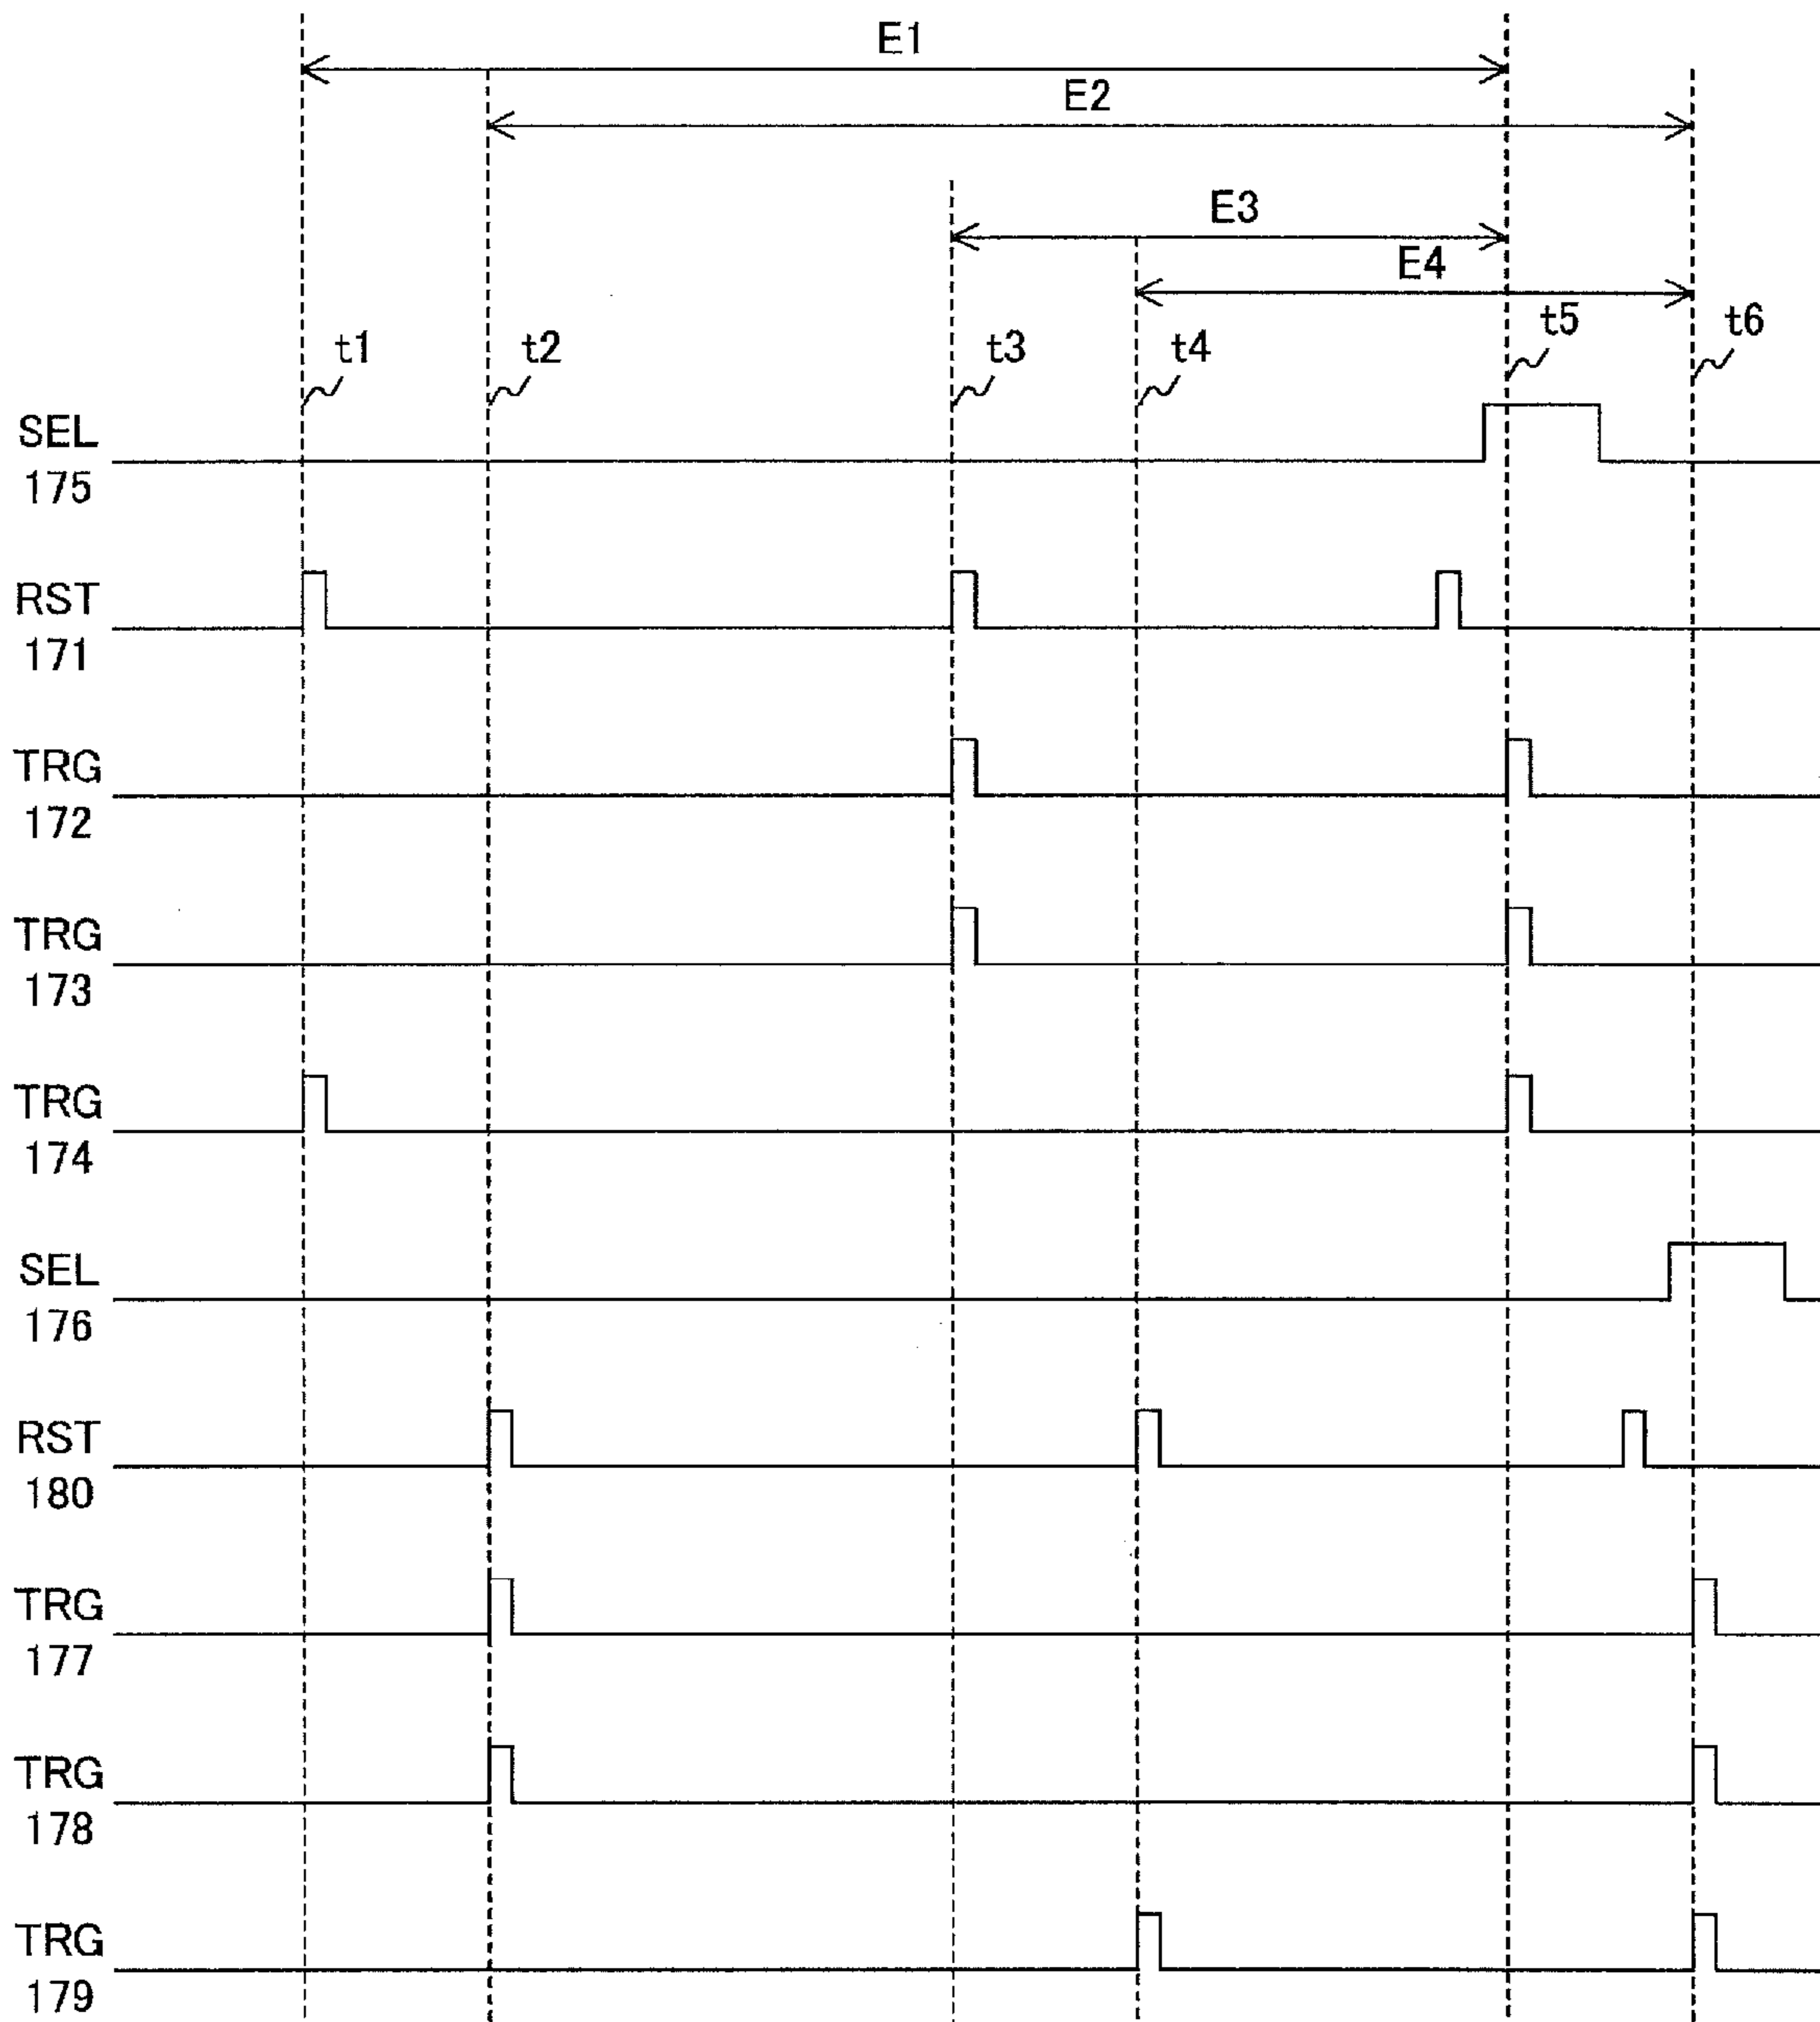 E1
E2
E3
E4
t1
t2
t3
t4
t5
t6
SEL
175
RST
171
TRG
172
TRG
173
TRG
174
SEL
176
RST
180
TRG
177
TRG
178
TRG
179